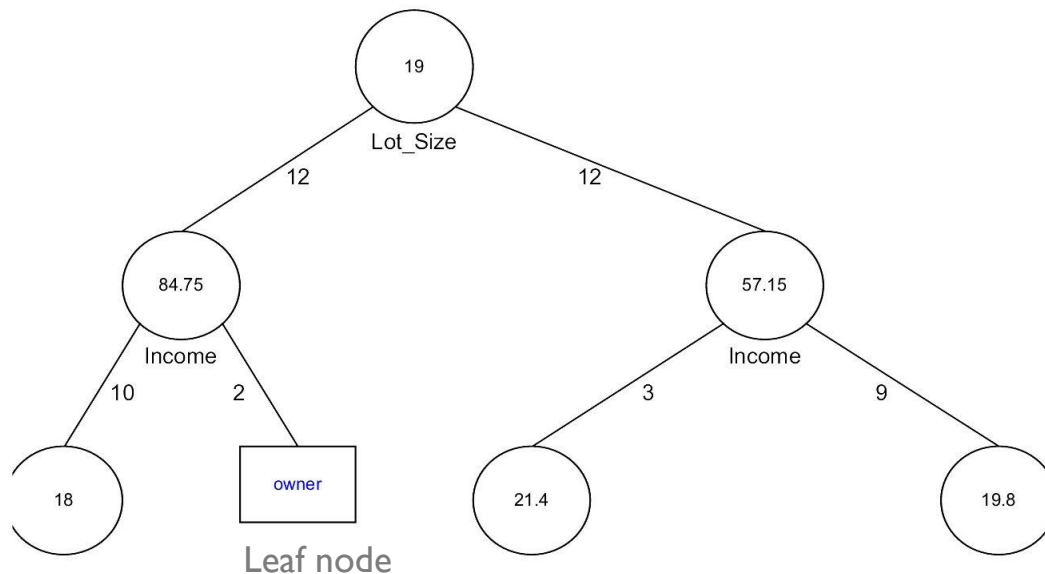 19
Lot_Size
12
12
84.75
57.15
Income
Income
10
2
3
9
18
owner
21.4
19.8
Leaf node